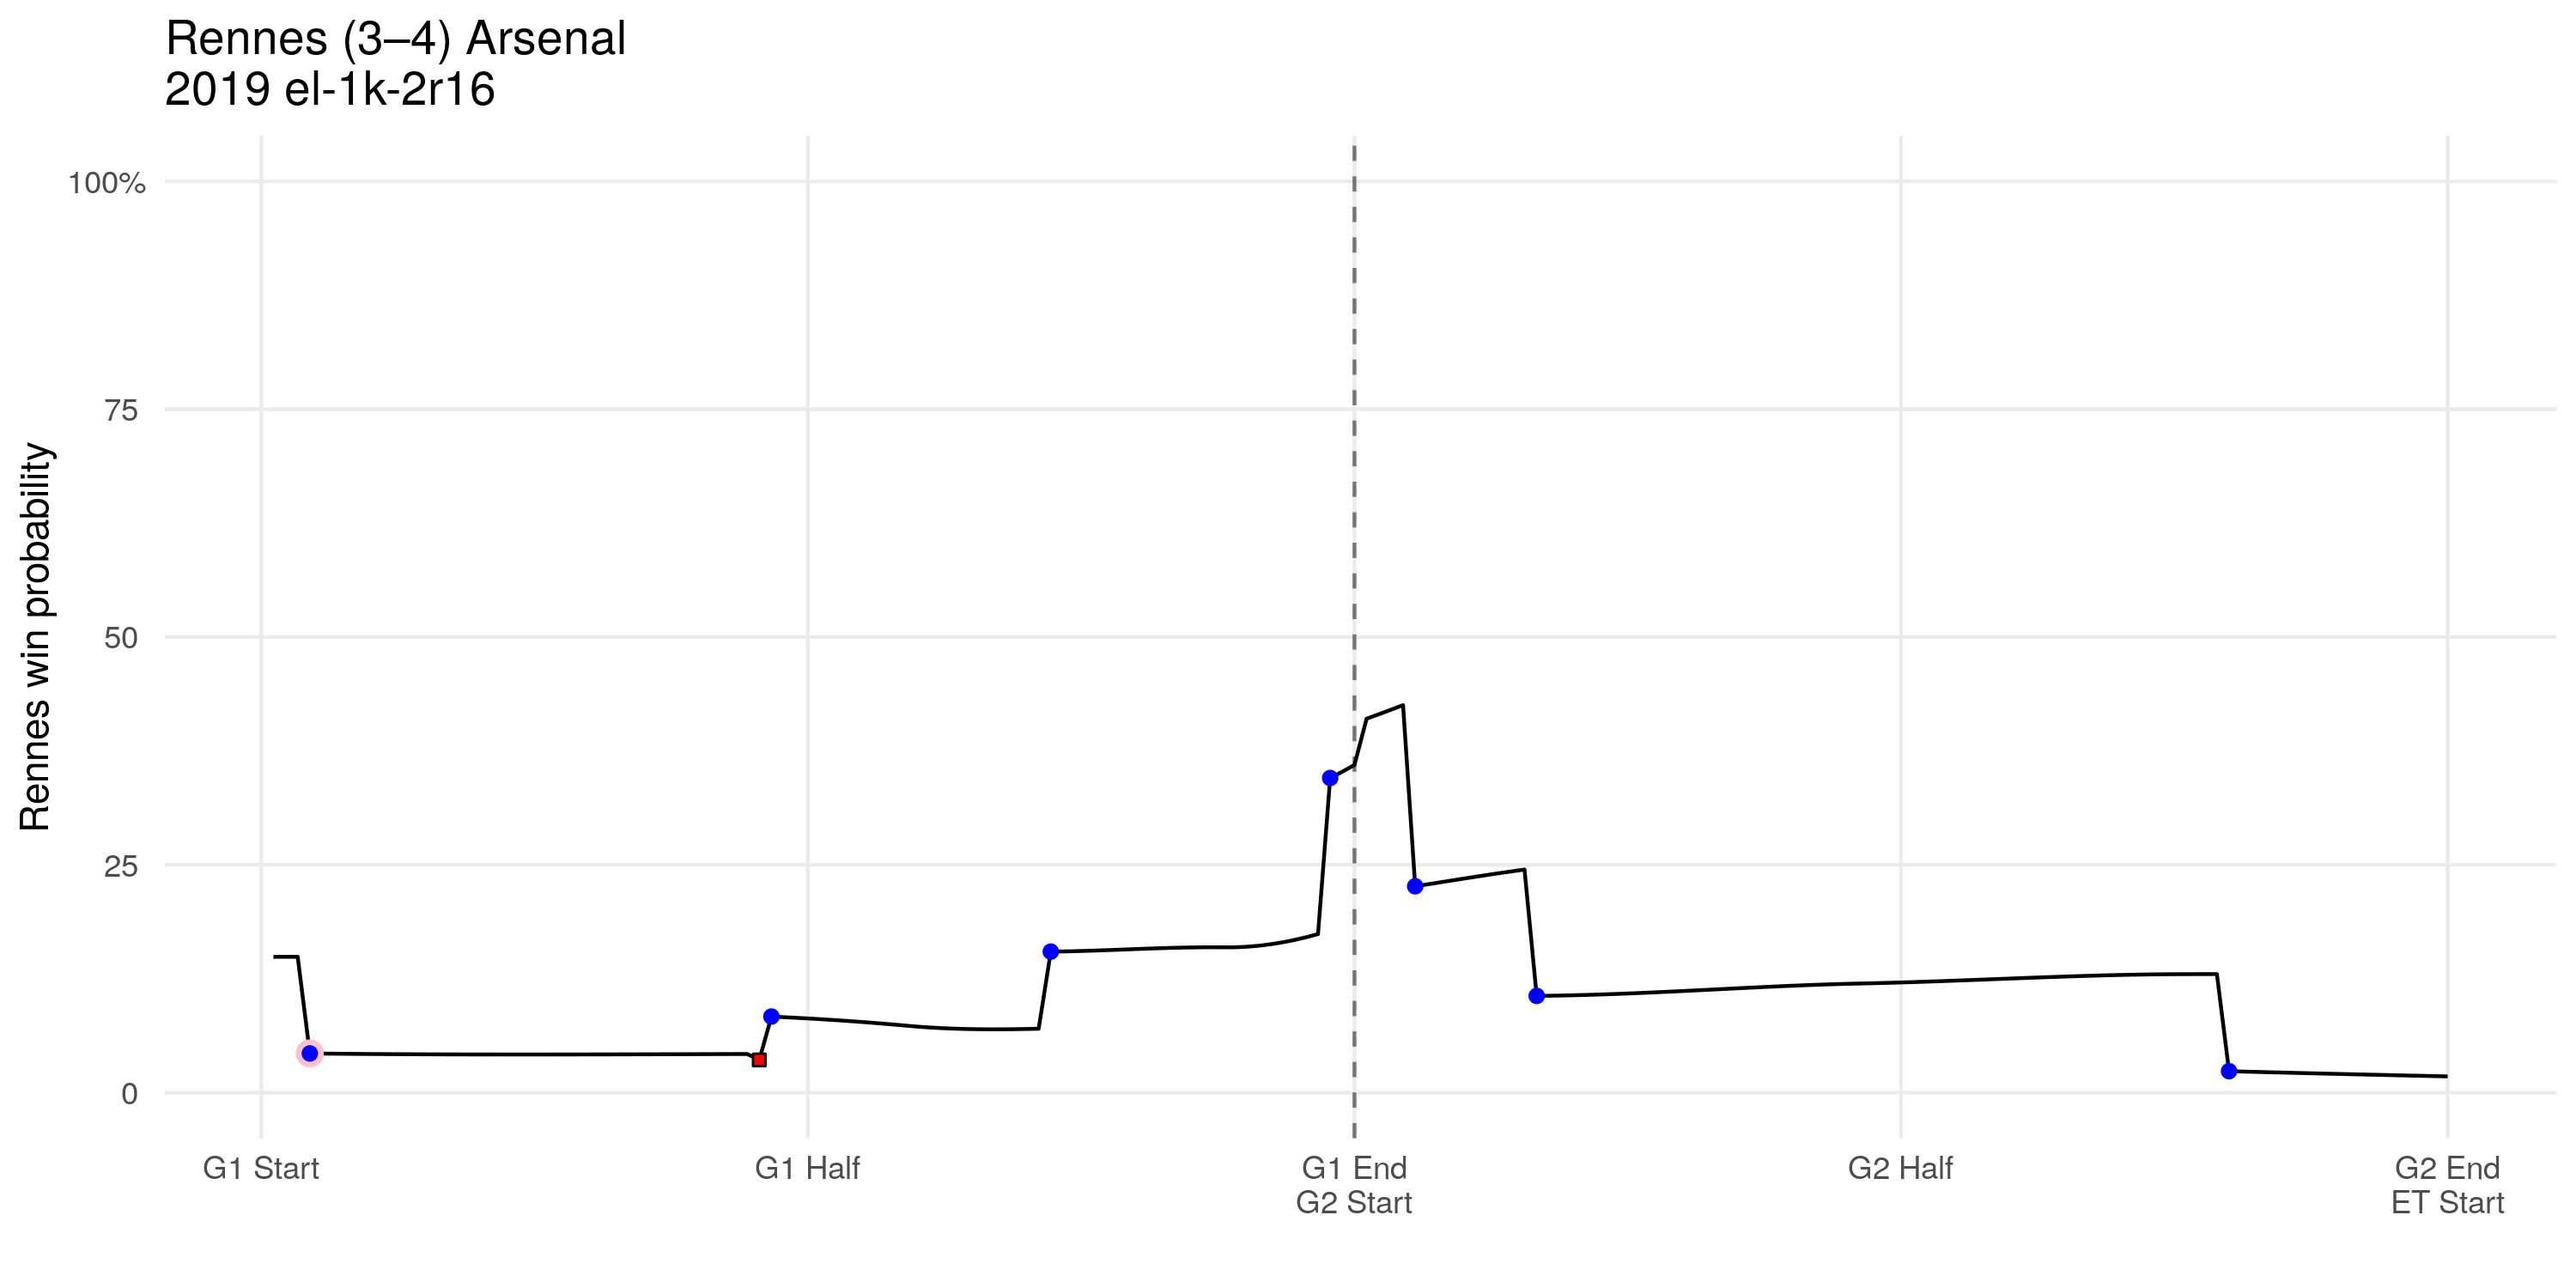 Rennes (3–4) Arsenal
2019 el-1k-2r16
Rennes win probability
100%
75
50
25
0
G1 Start
G1 Half
G1 End
G2 Start
G2 Half
G2 End
ET Start